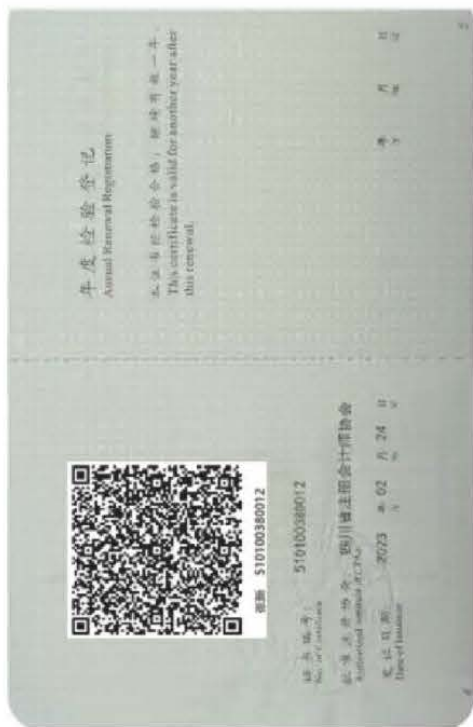 510100380012
证书编号： 510100380012
No. of Certificate
批准注册协会： 四川省注册会计师协会
Authorized Institute of CPAs
发证日期： 2023 年 02 月 24 日
Date of Issuance /y /m /d
年度检验登记
Annual Renewal Registration
本证书经检验合格，继续有效一年。
This certificate is valid for another year after
this renewal.
年 月 日
/y /m /d